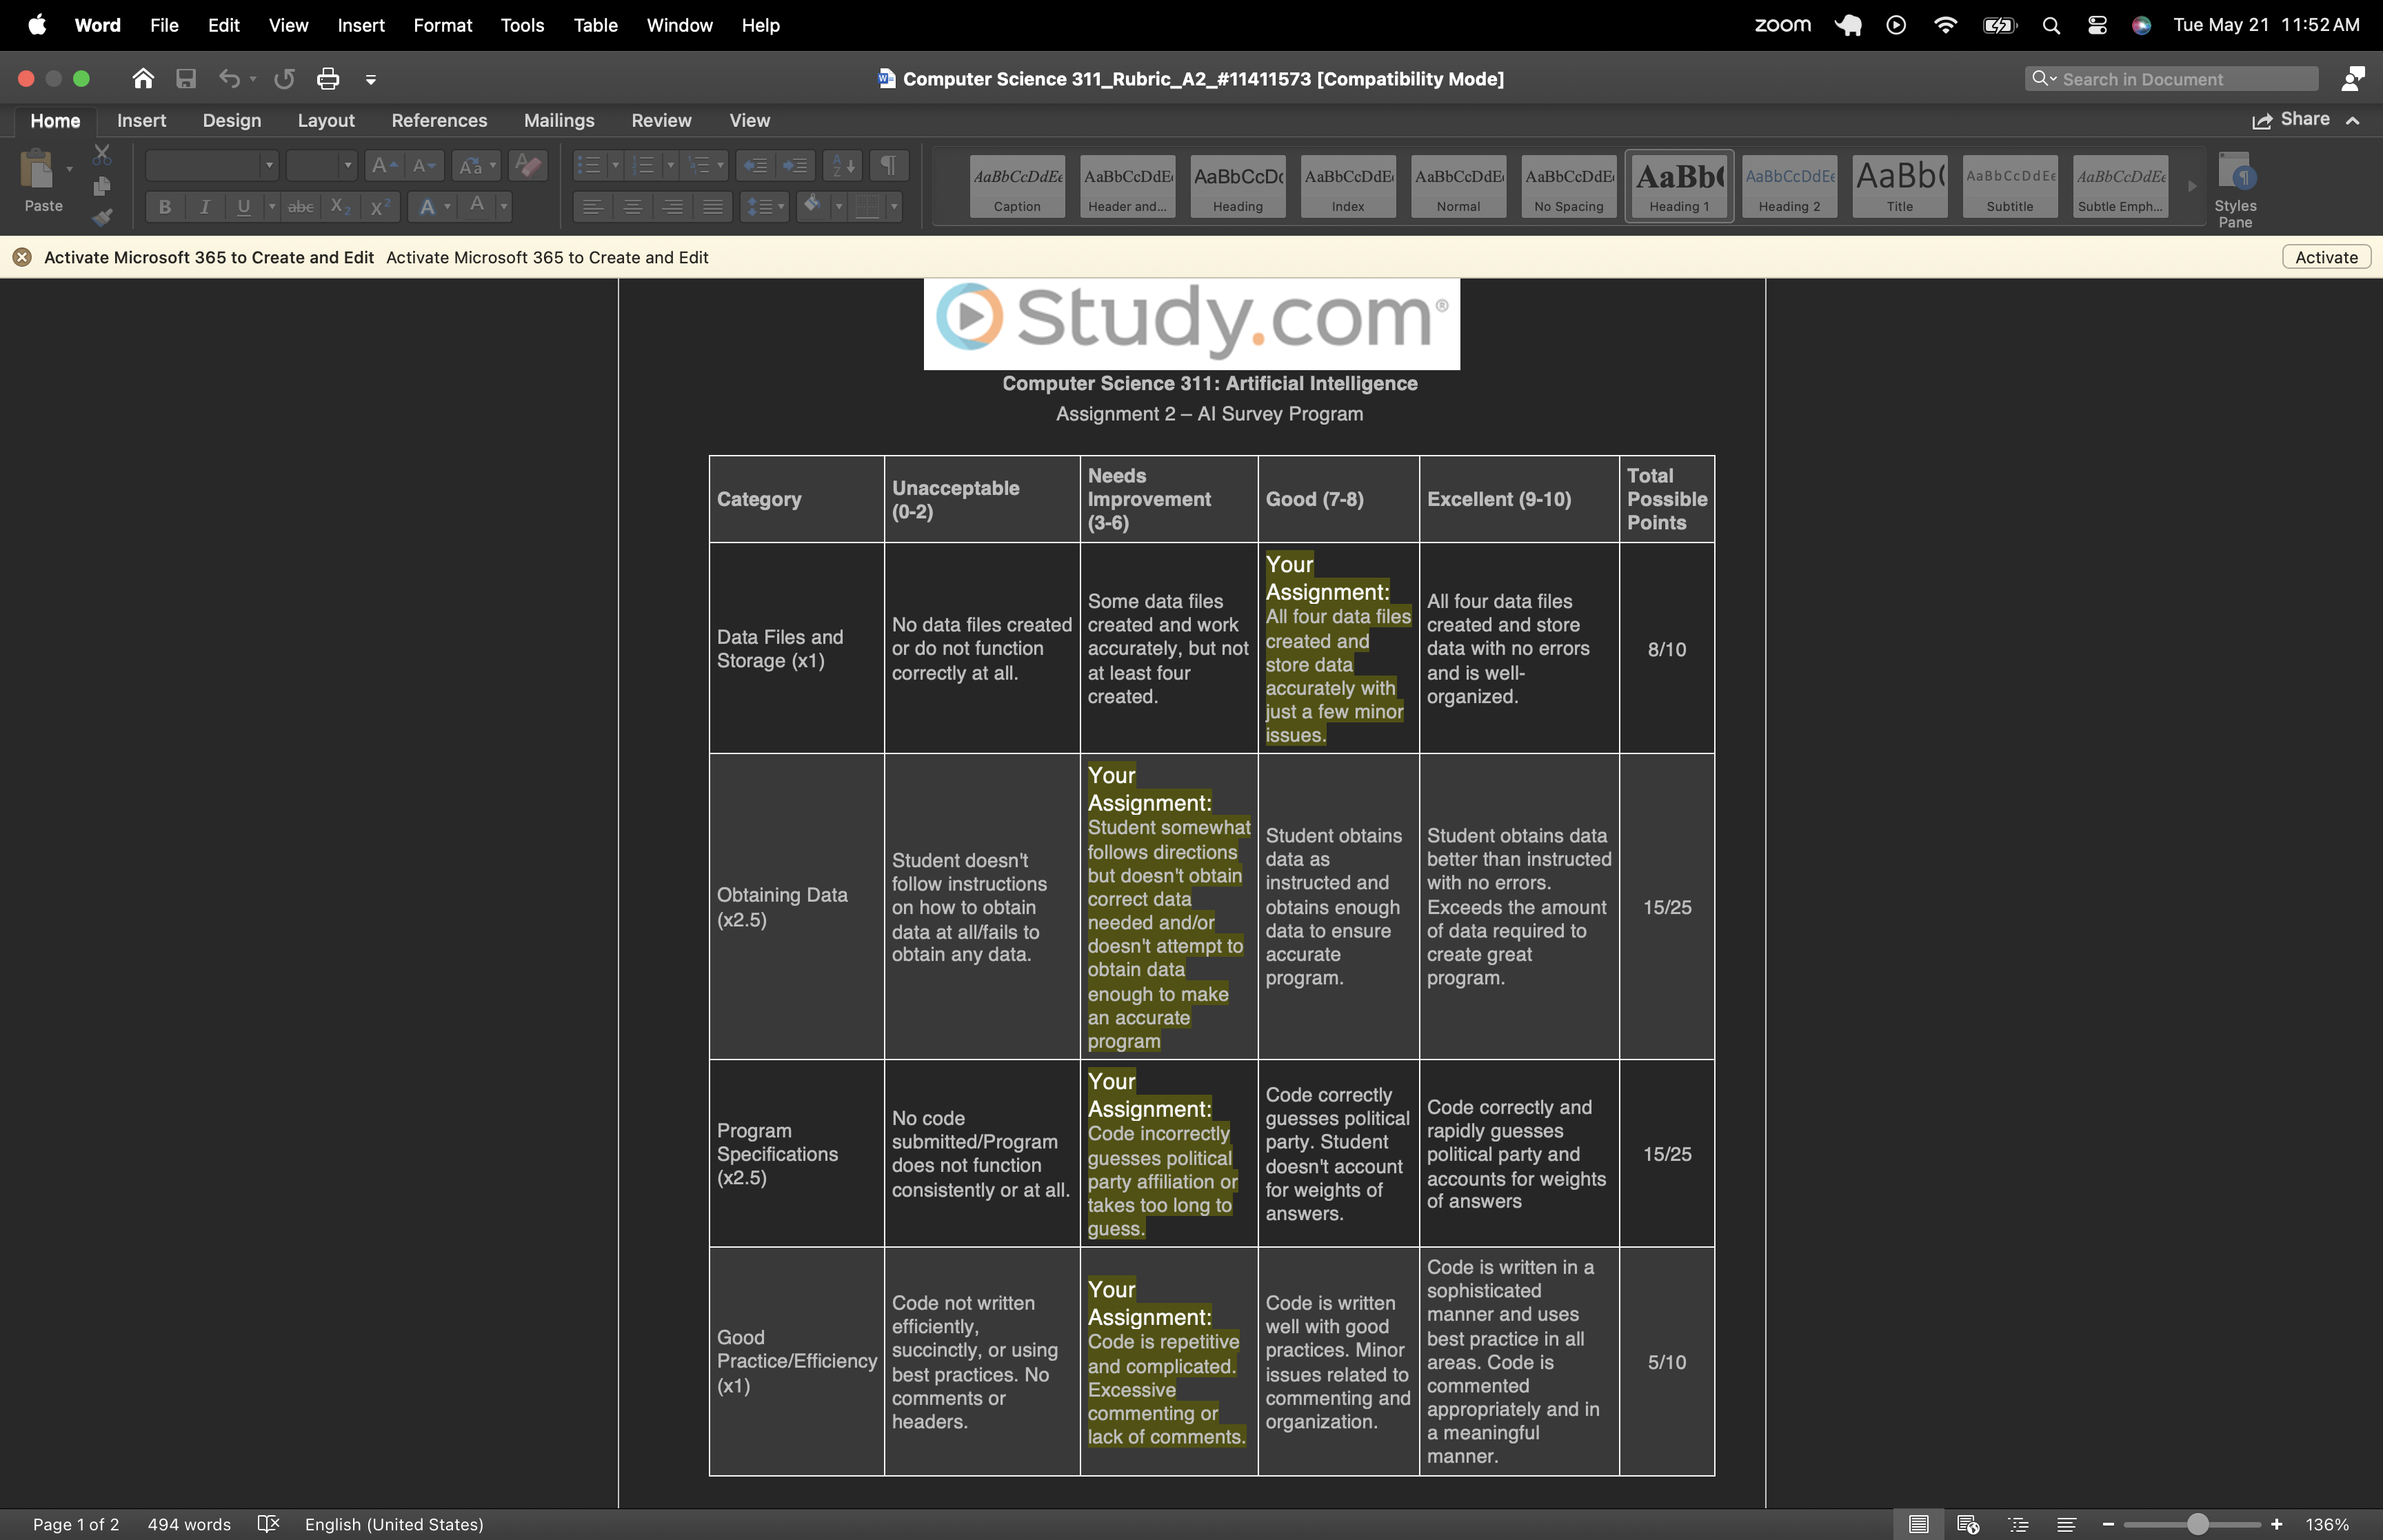 Word File Edit View Insert Format Tools Table Window Help
zoom Tue May 21 11:52 AM
Computer Science 311_Rubric_A2_#11411573 [Compatibility Mode]
Search in Document
Home Insert Design Layout References Mailings Review View
Share
Paste
AaBbCcDdEe AaBbCcDdEe AaBbCcDc AaBbCcDdEe AaBbCcDdEe AaBbCcDdEe AaBb( AaBbCcDdEe AaBb( AaBbCcDdEe AaBbCcDdEe
Caption Header and... Heading Index Normal No Spacing Heading 1 Heading 2 Title Subtitle Subtle Emph...
Styles
Pane
Activate Microsoft 365 to Create and Edit Activate Microsoft 365 to Create and Edit
Activate
Study.com®
Computer Science 311: Artificial Intelligence
Assignment 2 – AI Survey Program
Category
Unacceptable
(0-2)
Needs
Improvement
(3-6)
Good (7-8)
Excellent (9-10)
Total
Possible
Points
Data Files and
Storage (x1)
No data files created
or do not function
correctly at all.
Some data files
created and work
accurately, but not
at least four
created.
Your
Assignment:
All four data files
created and
store data
accurately with
just a few minor
issues.
All four data files
created and store
data with no errors
and is well-
organized.
8/10
Obtaining Data
(x2.5)
Student doesn't
follow instructions
on how to obtain
data at all/fails to
obtain any data.
Your
Assignment:
Student somewhat
follows directions
but doesn't obtain
correct data
needed and/or
doesn't attempt to
obtain data
enough to make
an accurate
program
Student obtains
data as
instructed and
obtains enough
data to ensure
accurate
program.
Student obtains data
better than instructed
with no errors.
Exceeds the amount
of data required to
create great
program.
15/25
Program
Specifications
(x2.5)
No code
submitted/Program
does not function
consistently or at all.
Your
Assignment:
Code incorrectly
guesses political
party affiliation or
takes too long to
guess.
Code correctly
guesses political
party. Student
doesn't account
for weights of
answers.
Code correctly and
rapidly guesses
political party and
accounts for weights
of answers
15/25
Good
Practice/Efficiency
(x1)
Code not written
efficiently,
succinctly, or using
best practices. No
comments or
headers.
Your
Assignment:
Code is repetitive
and complicated.
Excessive
commenting or
lack of comments.
Code is written
well with good
practices. Minor
issues related to
commenting and
organization.
Code is written in a
sophisticated
manner and uses
best practice in all
areas. Code is
commented
appropriately and in
a meaningful
manner.
5/10
Page 1 of 2 494 words English (United States) 136%